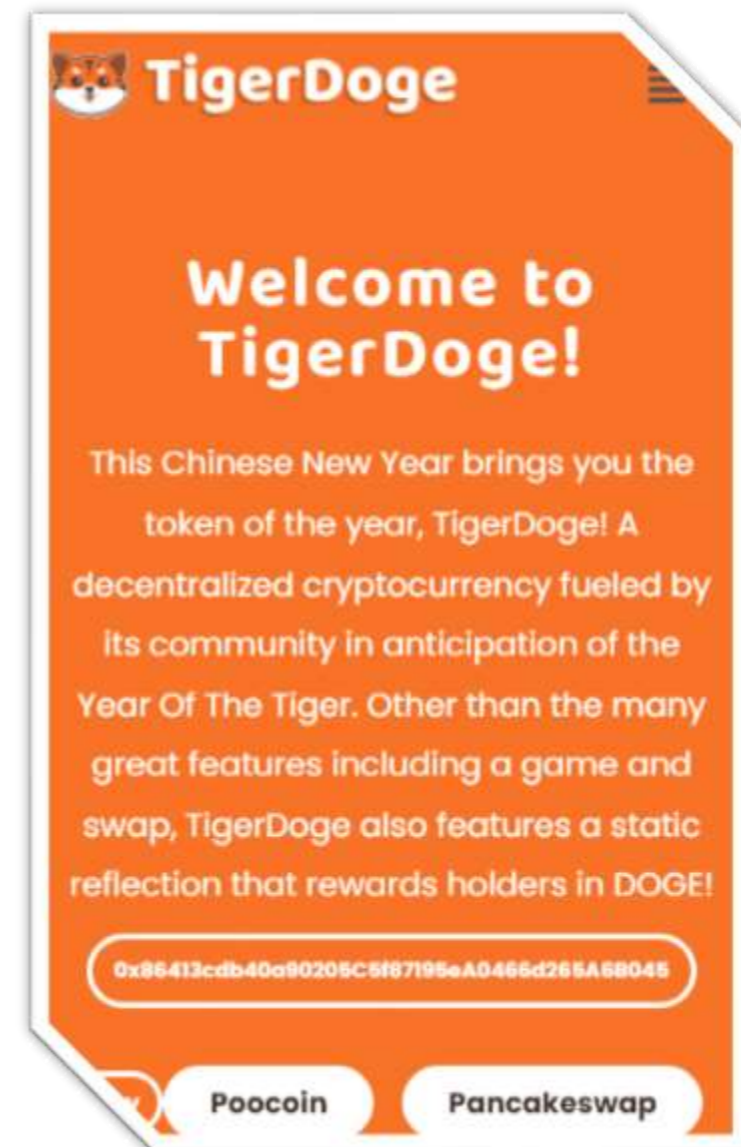 TigerDoge
Welcome to
TigerDoge!
This Chinese New Year brings you the
token of the year, TigerDoge! A
decentralized cryptocurrency fueled by
its community in anticipation of the
Year Of The Tiger. Other than the many
great features including a game and
swap, TigerDoge also features a static
reflection that rewards holders in DOGE!
0x86413cdb40a90205C5f87195eA0466d265A6B045
Poocoin Pancakeswap